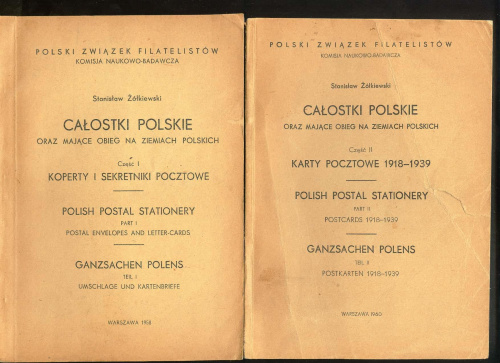 POLSKI ZWIĄZEK FILATELISTÓW
KOMISJA NAUKOWO-BADAWCZA
Stanisław Żółkiewski
CAŁOSTKI POLSKIE
ORAZ MAJĄCE OBIEG NA ZIEMIACH POLSKICH
Część I
KOPERTY I SEKRETNIKI POCZTOWE
POLISH POSTAL STATIONERY
PART I
POSTAL ENVELOPES AND LETTER-CARDS
GANZSACHEN POLENS
TEIL I
UMSCHLAGE UND KARTENBRIEFE
WARSZAWA 1958
POLSKI ZWIĄZEK FILATELISTÓW
KOMISJA NAUKOWO-BADAWCZA
Stanisław Żółkiewski
CAŁOSTKI POLSKIE
ORAZ MAJĄCE OBIEG NA ZIEMIACH POLSKICH
Część II
KARTY POCZTOWE 1918-1939
POLISH POSTAL STATIONERY
PART II
POSTCARDS 1918-1939
GANZSACHEN POLENS
TEIL II
POSTKARTEN 1918-1939
WARSZAWA 1960